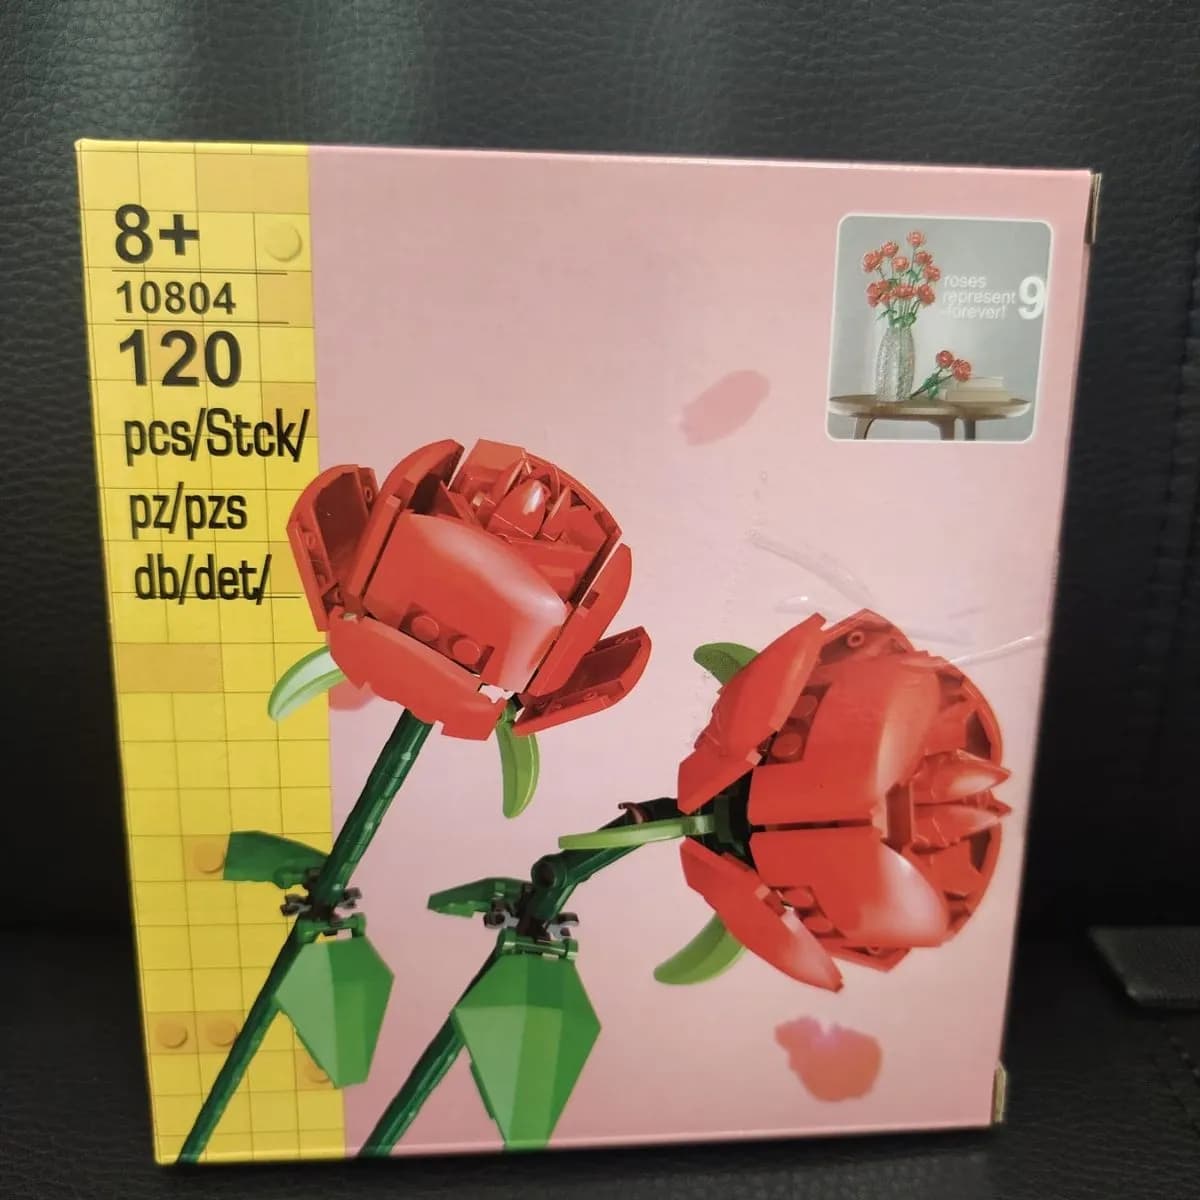 8+
10804
120
pcs/Stck/
pz/pzs
db/det/
roses
represent 9
-forever!